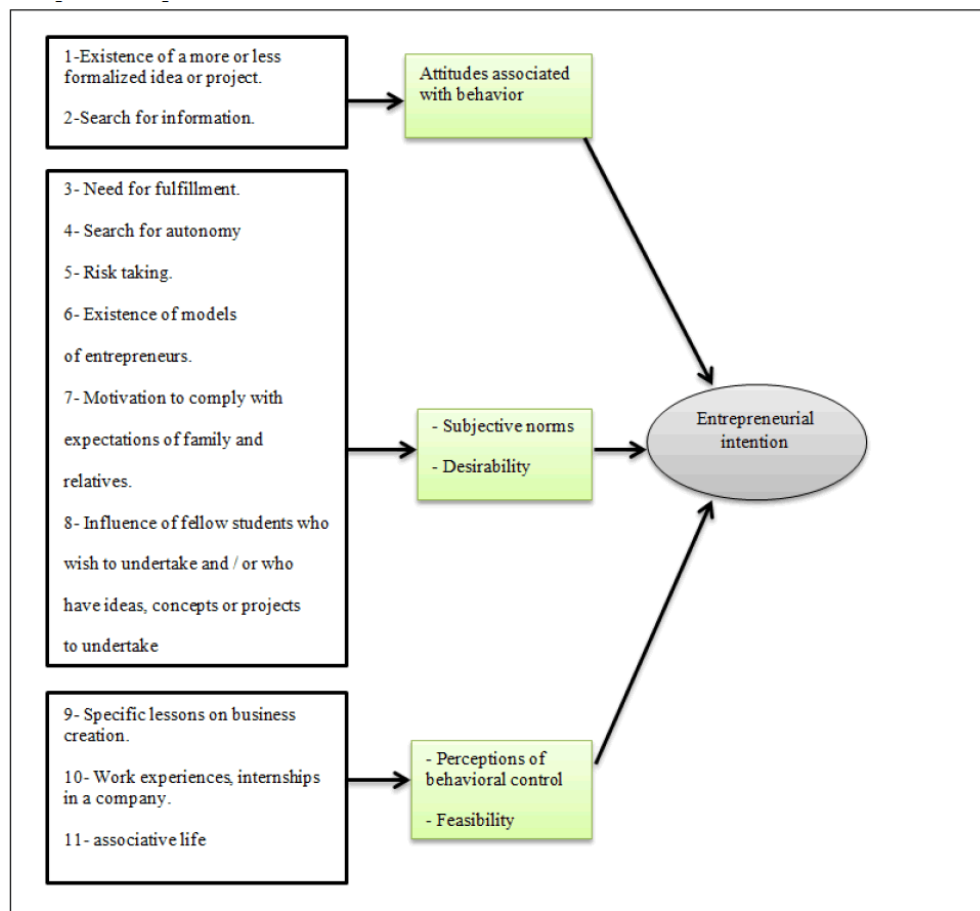 1-Existence of a more or less
formalized idea or project.
2-Search for information.
Attitudes associated
with behavior
3- Need for fulfillment.
4- Search for autonomy
5- Risk taking.
6- Existence of models
of entrepreneurs.
7- Motivation to comply with
expectations of family and
relatives.
8- Influence of fellow students who
wish to undertake and / or who
have ideas, concepts or projects
to undertake
- Subjective norms
- Desirability
Entrepreneurial
intention
9- Specific lessons on business
creation.
10- Work experiences, internships
in a company.
11- associative life
- Perceptions of
behavioral control
- Feasibility